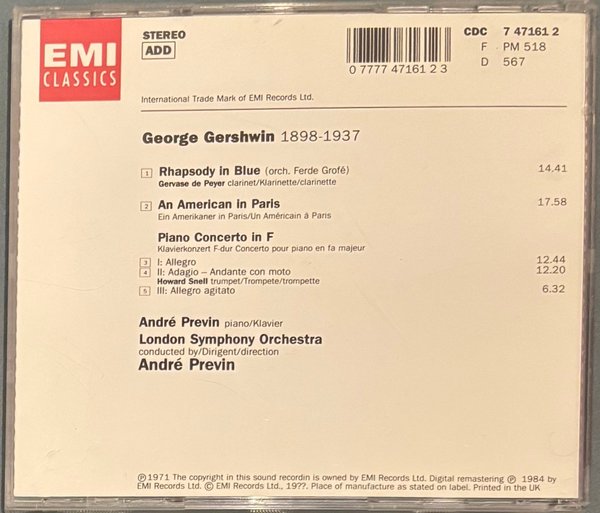 EMI
CLASSICS
STEREO
ADD
CDC 7 47161 2
F PM 518
D 567
0 7777 47161 2 3
International Trade Mark of EMI Records Ltd.
George Gershwin 1898-1937
1 Rhapsody in Blue (orch. Ferde Grofé) 14.41
Gervase de Peyer clarinet/Klarinette/clarinette
2 An American in Paris 17.58
Ein Amerikaner in Paris/Un Américain à Paris
Piano Concerto in F
Klavierkonzert F-dur Concerto pour piano en fa majeur
3 I: Allegro 12.44
4 II: Adagio – Andante con moto 12.20
Howard Snell trumpet/Trompete/trompette
5 III: Allegro agitato 6.32
André Previn piano/Klavier
London Symphony Orchestra
conducted by/Dirigent/direction
André Previn
℗ 1971 The copyright in this sound recordin is owned by EMI Records Ltd. Digital remastering ℗ 1984 by
EMI Records Ltd. © EMI Records Ltd., 19??. Place of manufacture as stated on label. Printed in the UK